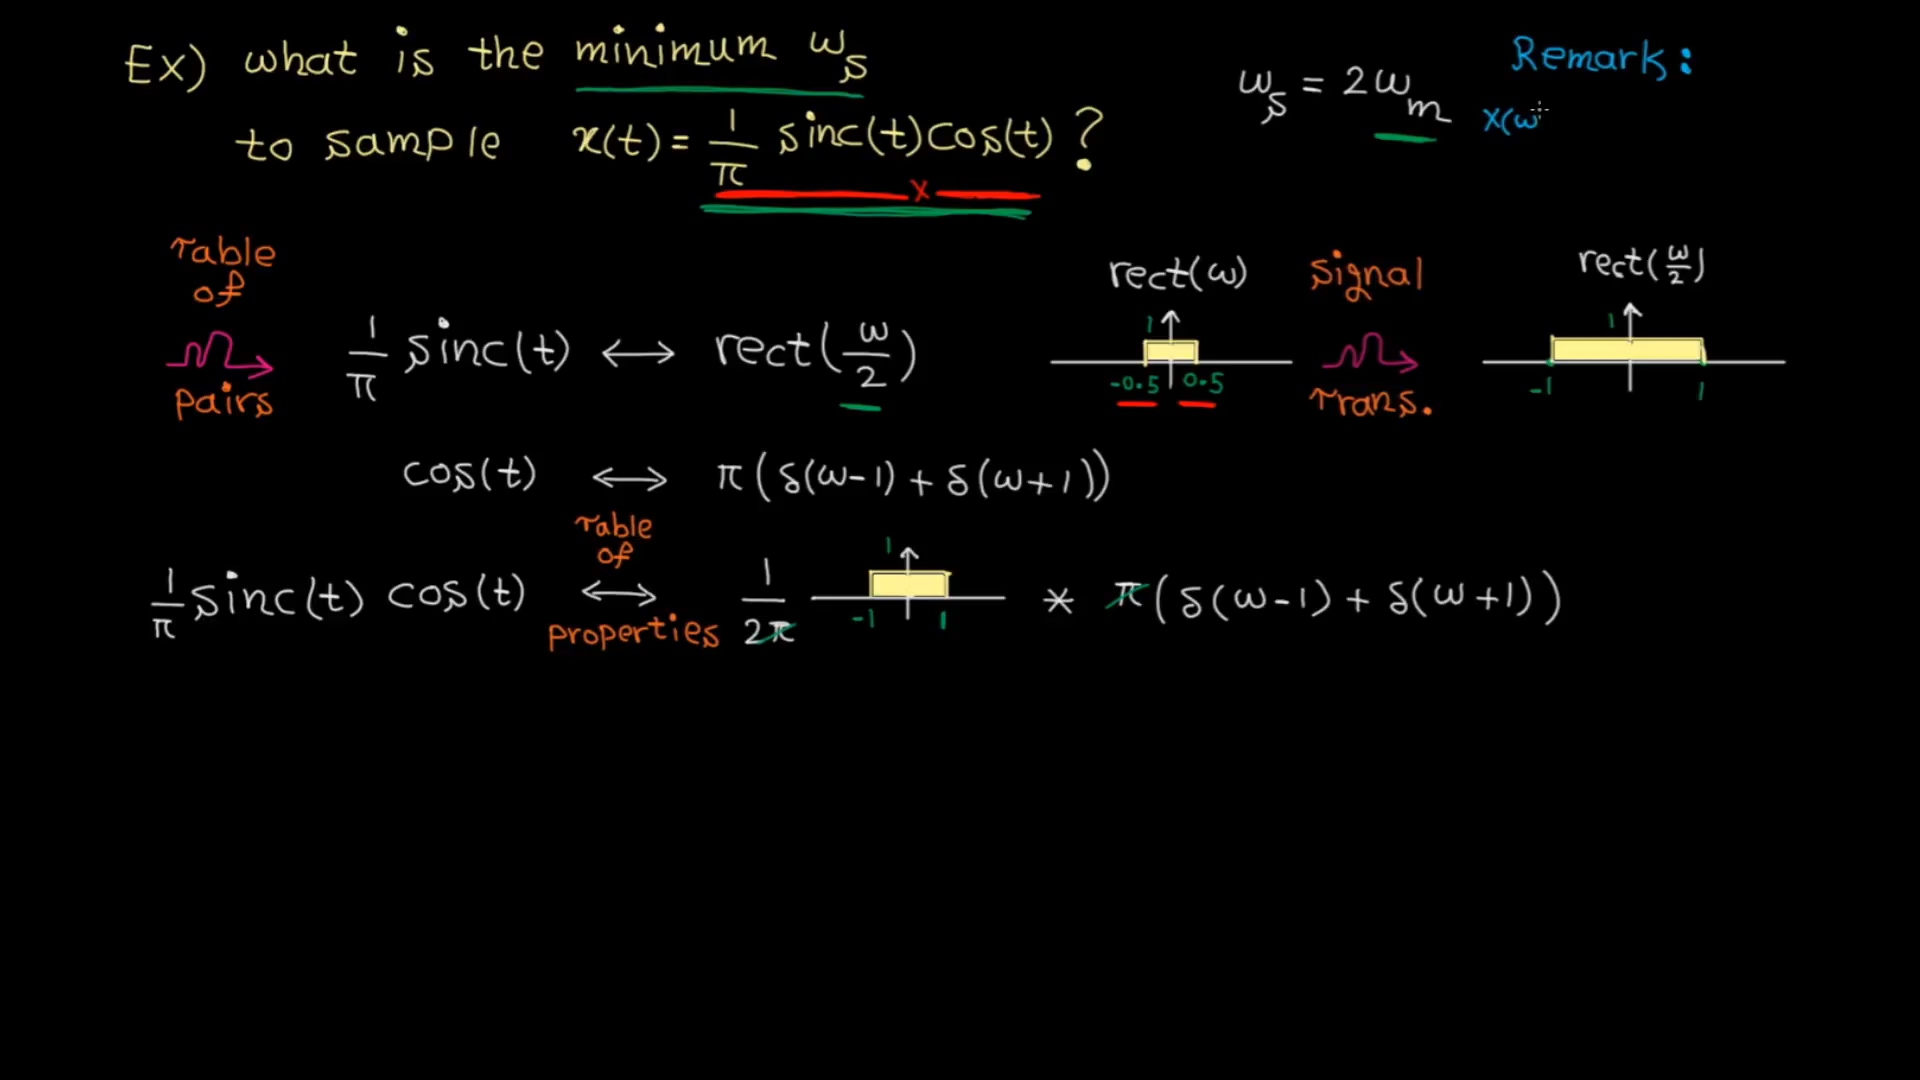 Ex) what is the minimum ωs
to sample x(t) = 1/π sinc(t)cos(t) ?
x
ωs = 2ωm
Remark:
X(ω
Table of pairs
1/π sinc(t) ↔ rect(ω/2)
rect(ω)
1
-0.5 0.5
signal Trans.
rect(ω/2)
1
-1 1
cos(t) ↔ π(δ(ω-1) + δ(ω+1))
Table of properties
1/π sinc(t) cos(t) ↔ 1/2π
1
-1 1
* π(δ(ω-1) + δ(ω+1))